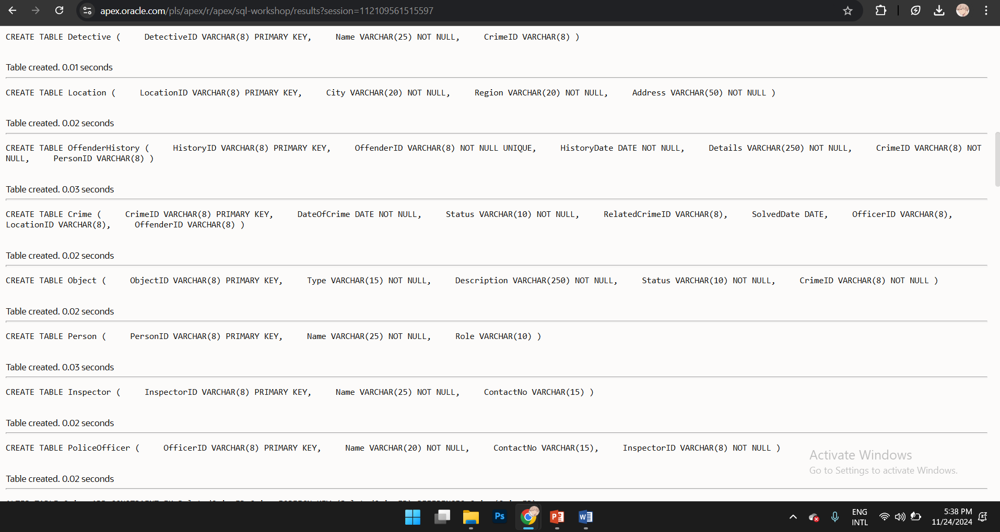 apex.oracle.com/pls/apex/r/apex/sql-workshop/results?session=112109561515597
CREATE TABLE Detective (     DetectiveID VARCHAR(8) PRIMARY KEY,     Name VARCHAR(25) NOT NULL,     CrimeID VARCHAR(8) )
Table created. 0.01 seconds
CREATE TABLE Location (     LocationID VARCHAR(8) PRIMARY KEY,     City VARCHAR(20) NOT NULL,     Region VARCHAR(20) NOT NULL,     Address VARCHAR(50) NOT NULL )
Table created. 0.02 seconds
CREATE TABLE OffenderHistory (     HistoryID VARCHAR(8) PRIMARY KEY,     OffenderID VARCHAR(8) NOT NULL UNIQUE,     HistoryDate DATE NOT NULL,     Details VARCHAR(250) NOT NULL,     CrimeID VARCHAR(8) NOT
NULL,     PersonID VARCHAR(8) )
Table created. 0.03 seconds
CREATE TABLE Crime (     CrimeID VARCHAR(8) PRIMARY KEY,     DateOfCrime DATE NOT NULL,     Status VARCHAR(10) NOT NULL,     RelatedCrimeID VARCHAR(8),     SolvedDate DATE,     OfficerID VARCHAR(8),
LocationID VARCHAR(8),     OffenderID VARCHAR(8) )
Table created. 0.02 seconds
CREATE TABLE Object (     ObjectID VARCHAR(8) PRIMARY KEY,     Type VARCHAR(15) NOT NULL,     Description VARCHAR(250) NOT NULL,     Status VARCHAR(10) NOT NULL,     CrimeID VARCHAR(8) NOT NULL )
Table created. 0.02 seconds
CREATE TABLE Person (     PersonID VARCHAR(8) PRIMARY KEY,     Name VARCHAR(25) NOT NULL,     Role VARCHAR(10) )
Table created. 0.03 seconds
CREATE TABLE Inspector (     InspectorID VARCHAR(8) PRIMARY KEY,     Name VARCHAR(25) NOT NULL,     ContactNo VARCHAR(15) )
Table created. 0.02 seconds
CREATE TABLE PoliceOfficer (     OfficerID VARCHAR(8) PRIMARY KEY,     Name VARCHAR(20) NOT NULL,     ContactNo VARCHAR(15),     InspectorID VARCHAR(8) NOT NULL )
Activate Windows
Go to Settings to activate Windows.
Table created. 0.02 seconds
Ps
P
W
ENG
INTL
5:38 PM
11/24/2024